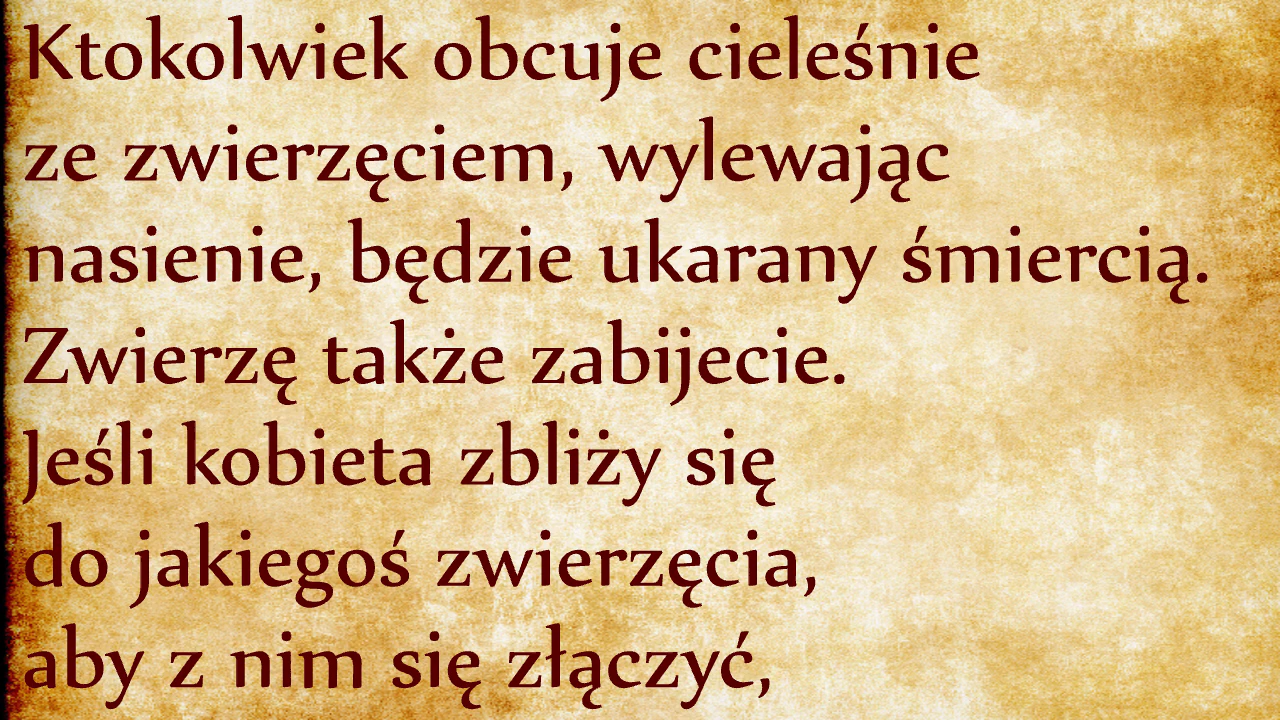 Ktokolwiek obcuje cieleśnie
ze zwierzęciem, wylewając
nasienie, będzie ukarany śmiercią.
Zwierzę także zabijecie.
Jeśli kobieta zbliży się
do jakiegoś zwierzęcia,
aby z nim się złączyć,